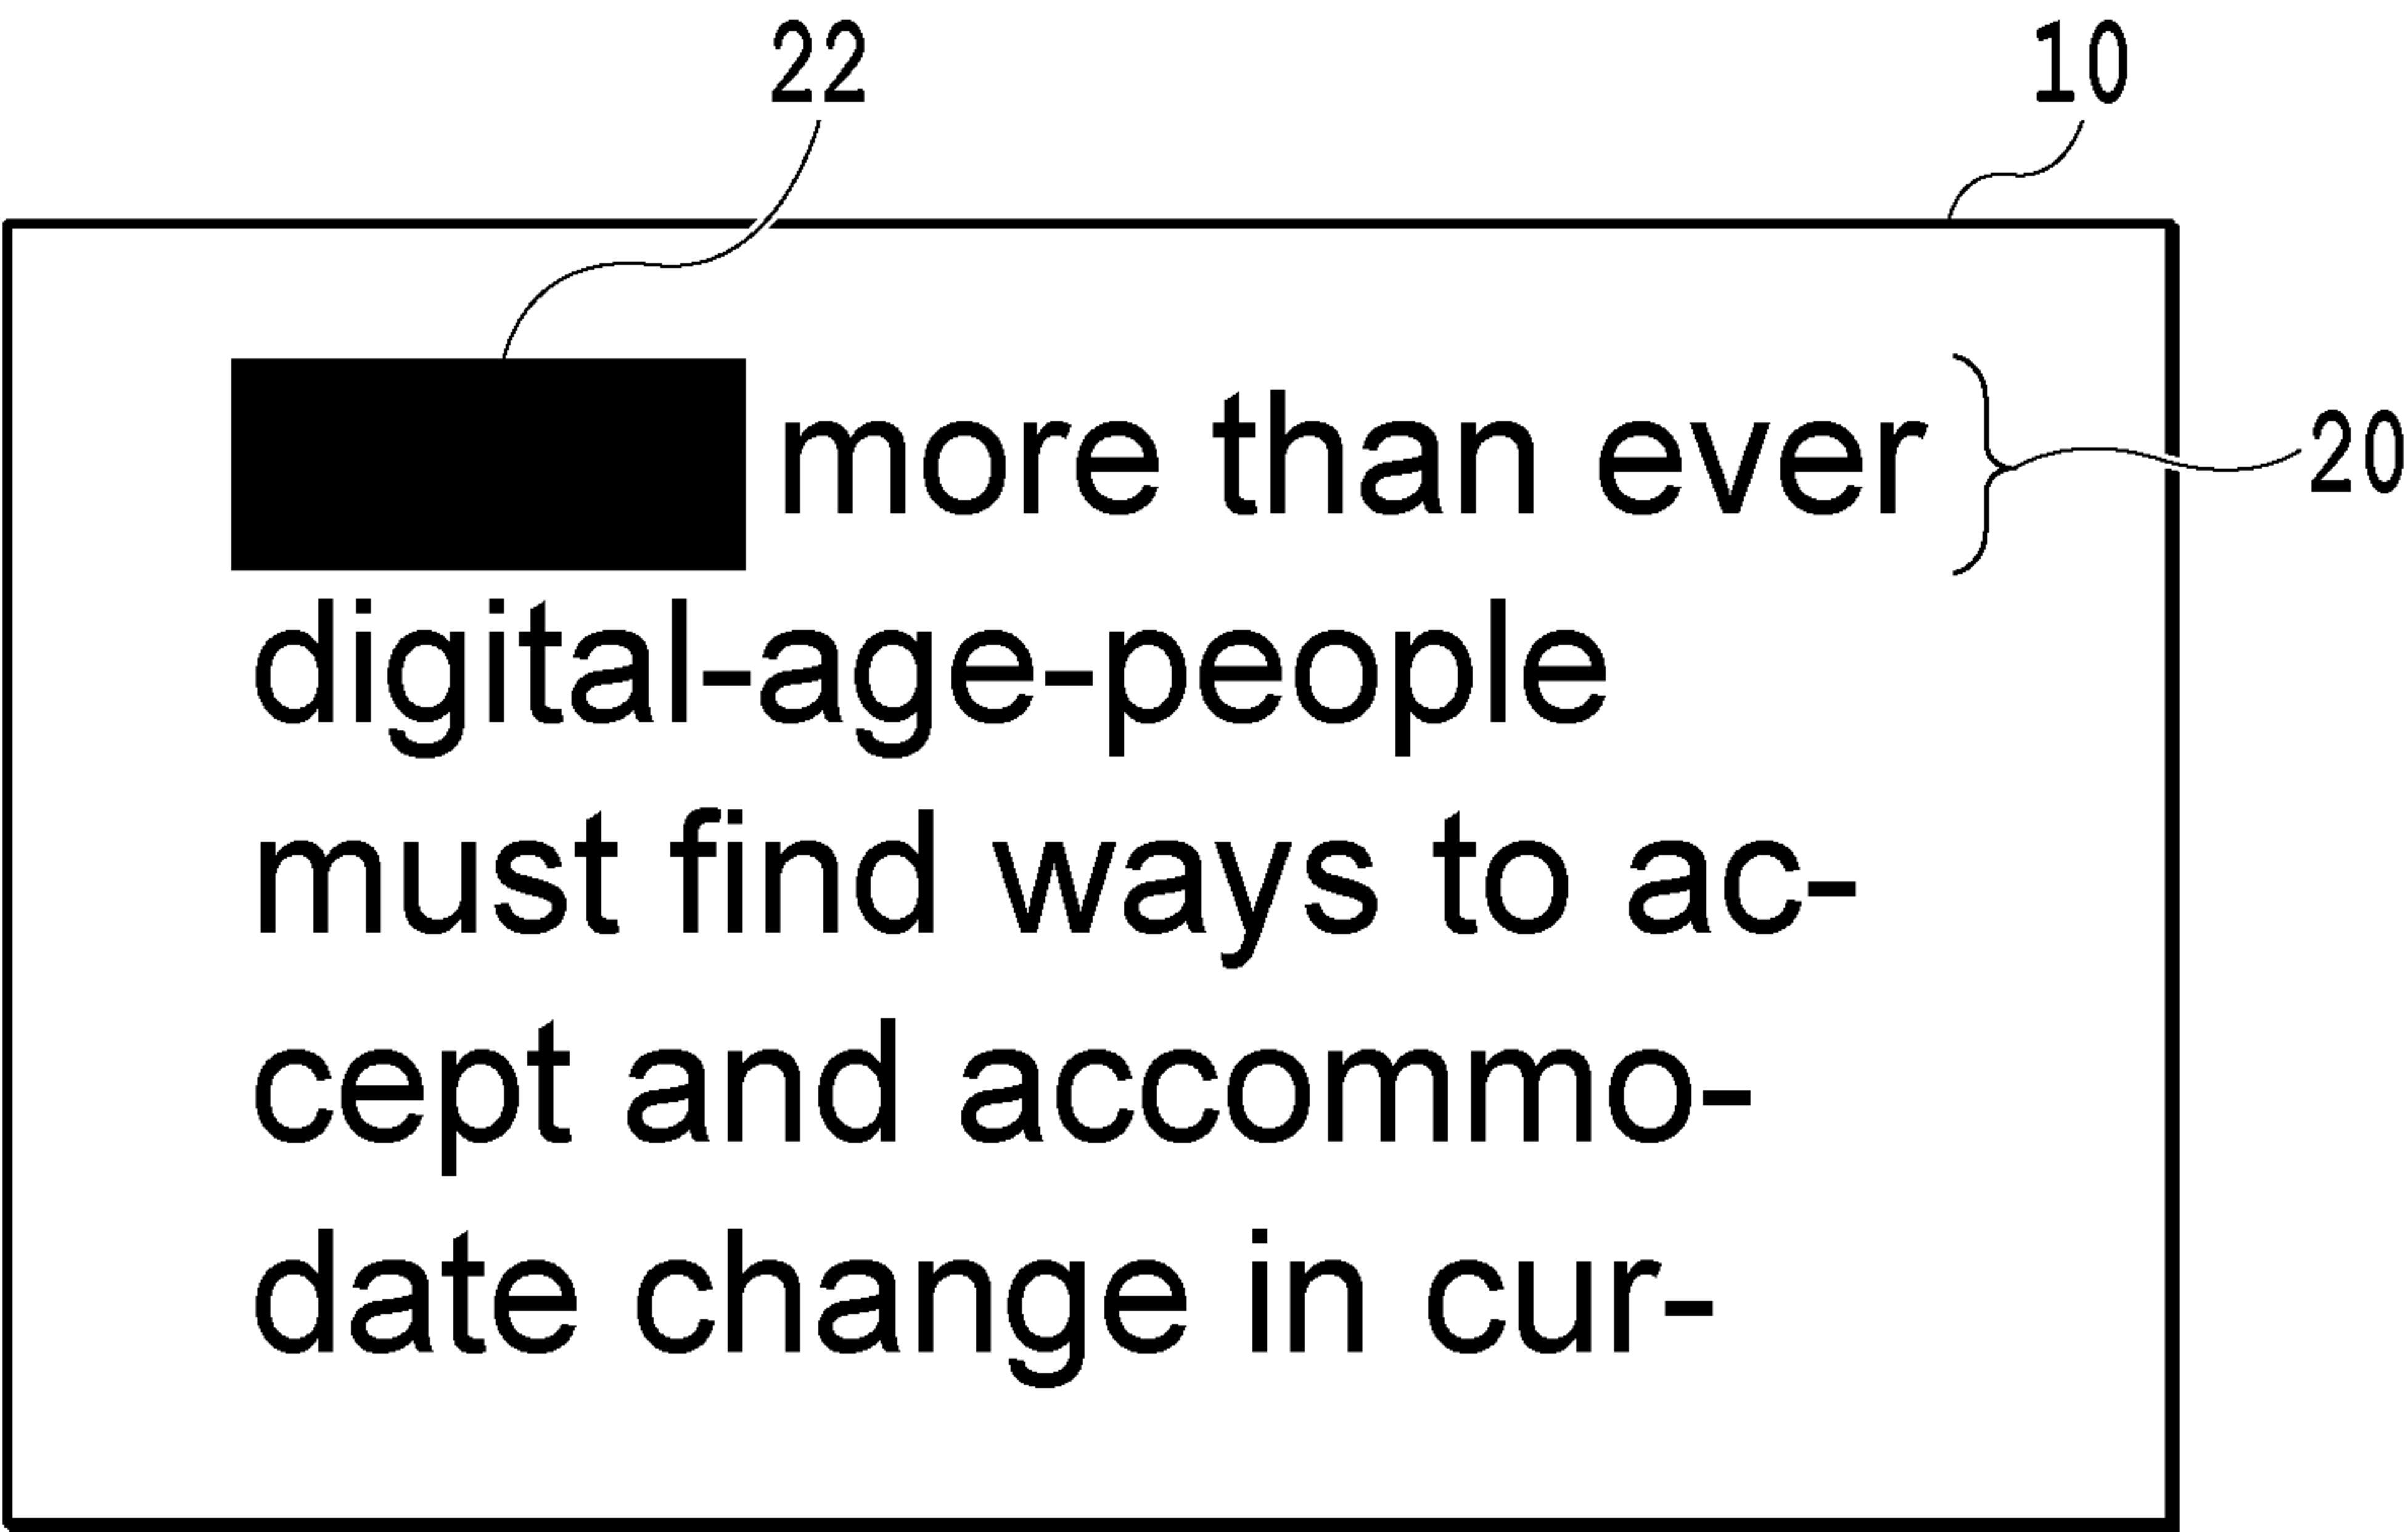 22
10
more than ever
20
digital-age-people
must find ways to ac-
cept and accommo-
date change in cur-